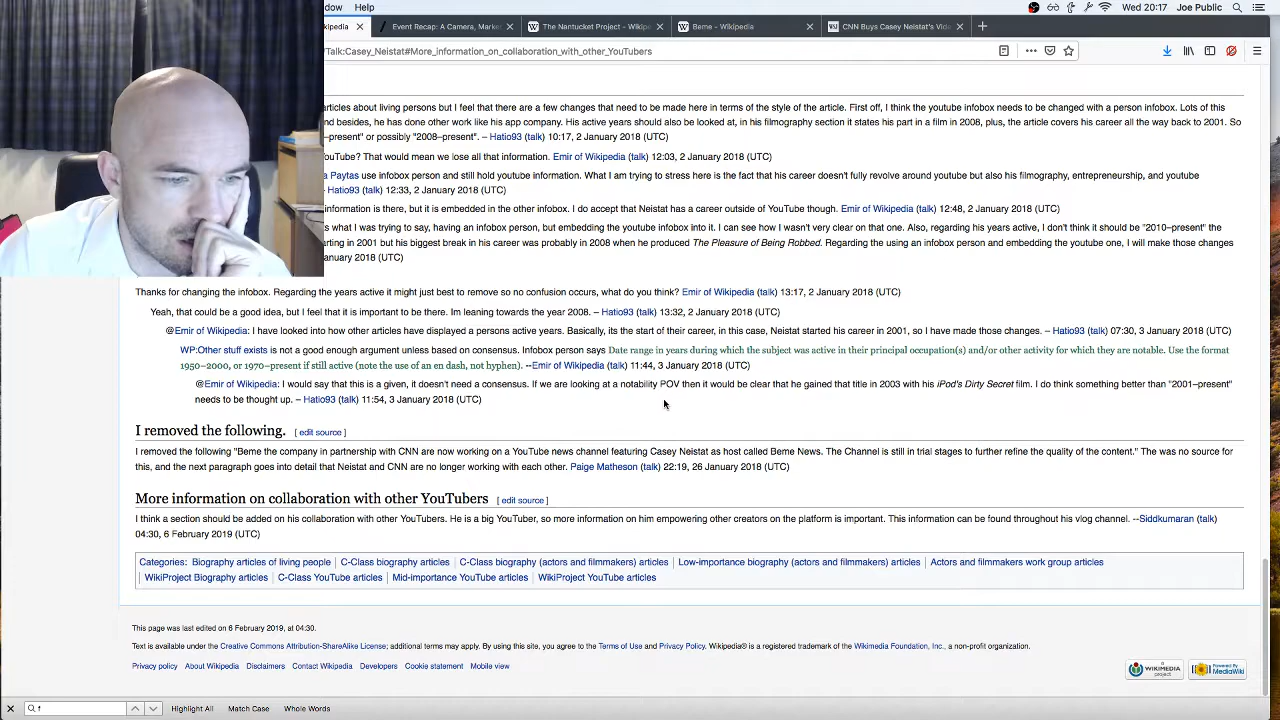 ndow Help
Wed 20:17 Joe Public
ikipedia × Event Recap: A Camera, Marke × The Nantucket Project - Wikipe × Beme - Wikipedia × CNN Buys Casey Neistat's Vide × +
/Talk:Casey_Neistat#More_information_on_collaboration_with_other_YouTubers
articles about living persons but I feel that there are a few changes that need to be made here in terms of the style of the article. First off, I think the youtube infobox needs to be changed with a person infobox. Lots of this
nd besides, he has done other work like his app company. His active years should also be looked at, in his filmography section it states his part in a film in 2008, plus, the article covers his career all the way back to 2001. So
–present" or possibly "2008–present". – Hatio93 (talk) 10:17, 2 January 2018 (UTC)
ouTube? That would mean we lose all that information. Emir of Wikipedia (talk) 12:03, 2 January 2018 (UTC)
a Paytas use infobox person and still hold youtube information. What I am trying to stress here is the fact that his career doesn't fully revolve around youtube but also his filmography, entrepreneurship, and youtube
– Hatio93 (talk) 12:33, 2 January 2018 (UTC)
information is there, but it is embedded in the other infobox. I do accept that Neistat has a career outside of YouTube though. Emir of Wikipedia (talk) 12:48, 2 January 2018 (UTC)
s what I was trying to say, having an infobox person, but embedding the youtube infobox into it. I can see how I wasn't very clear on that one. Also, regarding his years active, I don't think it should be "2010–present" the
arting in 2001 but his biggest break in his career was probably in 2008 when he produced The Pleasure of Being Robbed. Regarding the using an infobox person and embedding the youtube one, I will make those changes
anuary 2018 (UTC)
Thanks for changing the infobox. Regarding the years active it might just best to remove so no confusion occurs, what do you think? Emir of Wikipedia (talk) 13:17, 2 January 2018 (UTC)
Yeah, that could be a good idea, but I feel that it is important to be there. Im leaning towards the year 2008. – Hatio93 (talk) 13:32, 2 January 2018 (UTC)
@Emir of Wikipedia: I have looked into how other articles have displayed a persons active years. Basically, its the start of their career, in this case, Neistat started his career in 2001, so I have made those changes. – Hatio93 (talk) 07:30, 3 January 2018 (UTC)
WP:Other stuff exists is not a good enough argument unless based on consensus. Infobox person says Date range in years during which the subject was active in their principal occupation(s) and/or other activity for which they are notable. Use the format
1950–2000, or 1970–present if still active (note the use of an en dash, not hyphen). --Emir of Wikipedia (talk) 11:44, 3 January 2018 (UTC)
@Emir of Wikipedia: I would say that this is a given, it doesn't need a consensus. If we are looking at a notability POV then it would be clear that he gained that title in 2003 with his iPod's Dirty Secret film. I do think something better than "2001–present"
needs to be thought up. – Hatio93 (talk) 11:54, 3 January 2018 (UTC)
I removed the following. [ edit source ]
I removed the following "Beme the company in partnership with CNN are now working on a YouTube news channel featuring Casey Neistat as host called Beme News. The Channel is still in trial stages to further refine the quality of the content." The was no source for
this, and the next paragraph goes into detail that Neistat and CNN are no longer working with each other. Paige Matheson (talk) 22:19, 26 January 2018 (UTC)
More information on collaboration with other YouTubers [ edit source ]
I think a section should be added on his collaboration with other YouTubers. He is a big YouTuber, so more information on him empowering other creators on the platform is important. This information can be found throughout his vlog channel. --Siddkumaran (talk)
04:30, 6 February 2019 (UTC)
Categories: Biography articles of living people | C-Class biography articles | C-Class biography (actors and filmmakers) articles | Low-importance biography (actors and filmmakers) articles | Actors and filmmakers work group articles
| WikiProject Biography articles | C-Class YouTube articles | Mid-importance YouTube articles | WikiProject YouTube articles
This page was last edited on 6 February 2019, at 04:30.
Text is available under the Creative Commons Attribution-ShareAlike License; additional terms may apply. By using this site, you agree to the Terms of Use and Privacy Policy. Wikipedia® is a registered trademark of the Wikimedia Foundation, Inc., a non-profit organization.
Privacy policy About Wikipedia Disclaimers Contact Wikipedia Developers Cookie statement Mobile view
WIKIMEDIA project
Powered By MediaWiki
f Highlight All Match Case Whole Words